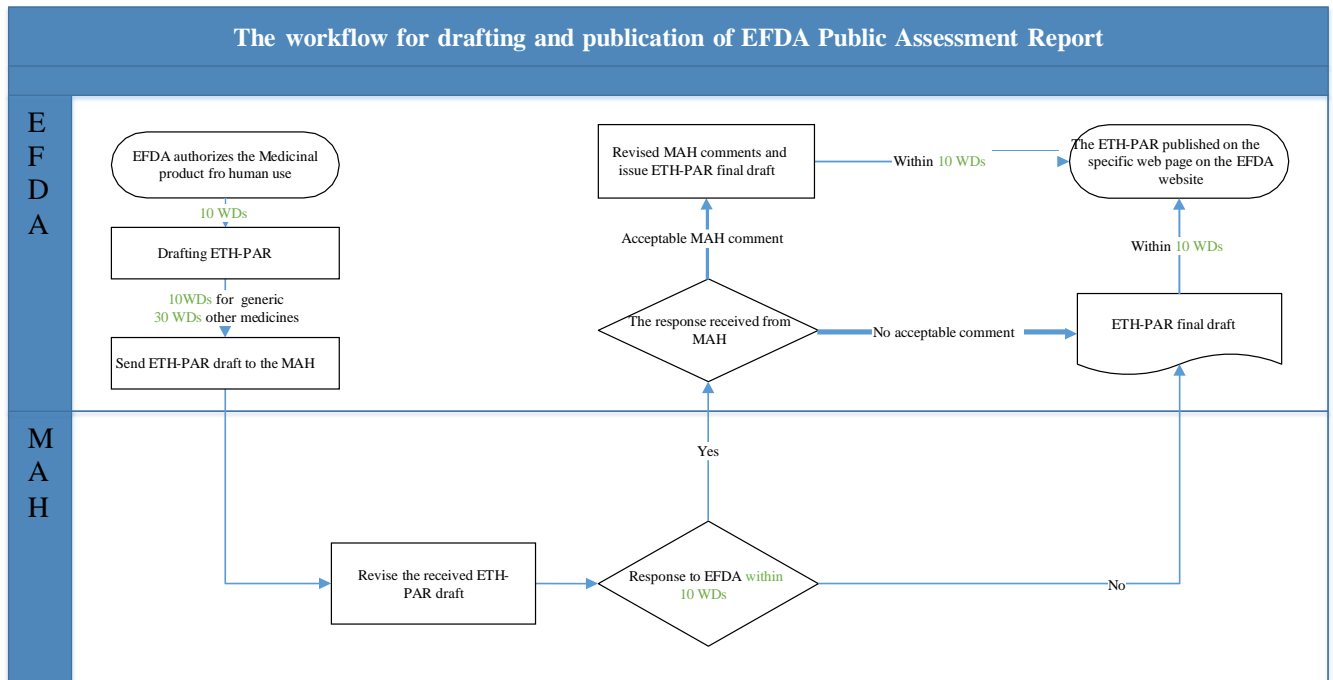 The workflow for drafting and publication of EFDA Public Assessment Report
E
F
D
A
EFDA authorizes the Medicinal
product fro human use
10 WDs
Drafting ETH-PAR
10WDs for generic
30 WDs other medicines
Send ETH-PAR draft to the MAH
Revised MAH comments and
issue ETH-PAR final draft
Within 10 WDs
The ETH-PAR published on the
specific web page on the EFDA
website
Acceptable MAH comment
Within 10 WDs
The response received from
MAH
No acceptable comment
ETH-PAR final draft
M
A
H
Yes
Revise the received ETH-
PAR draft
Response to EFDA within
10 WDs
No